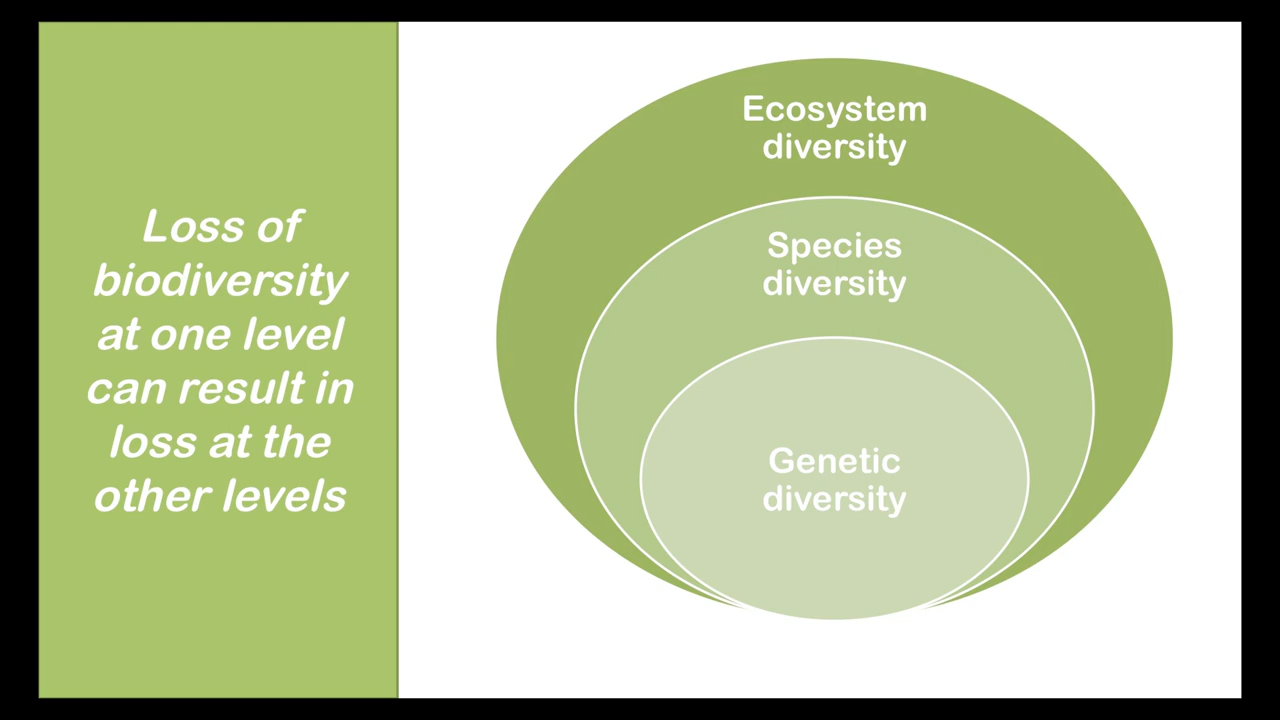 Loss of
biodiversity
at one level
can result in
loss at the
other levels
Ecosystem
diversity
Species
diversity
Genetic
diversity